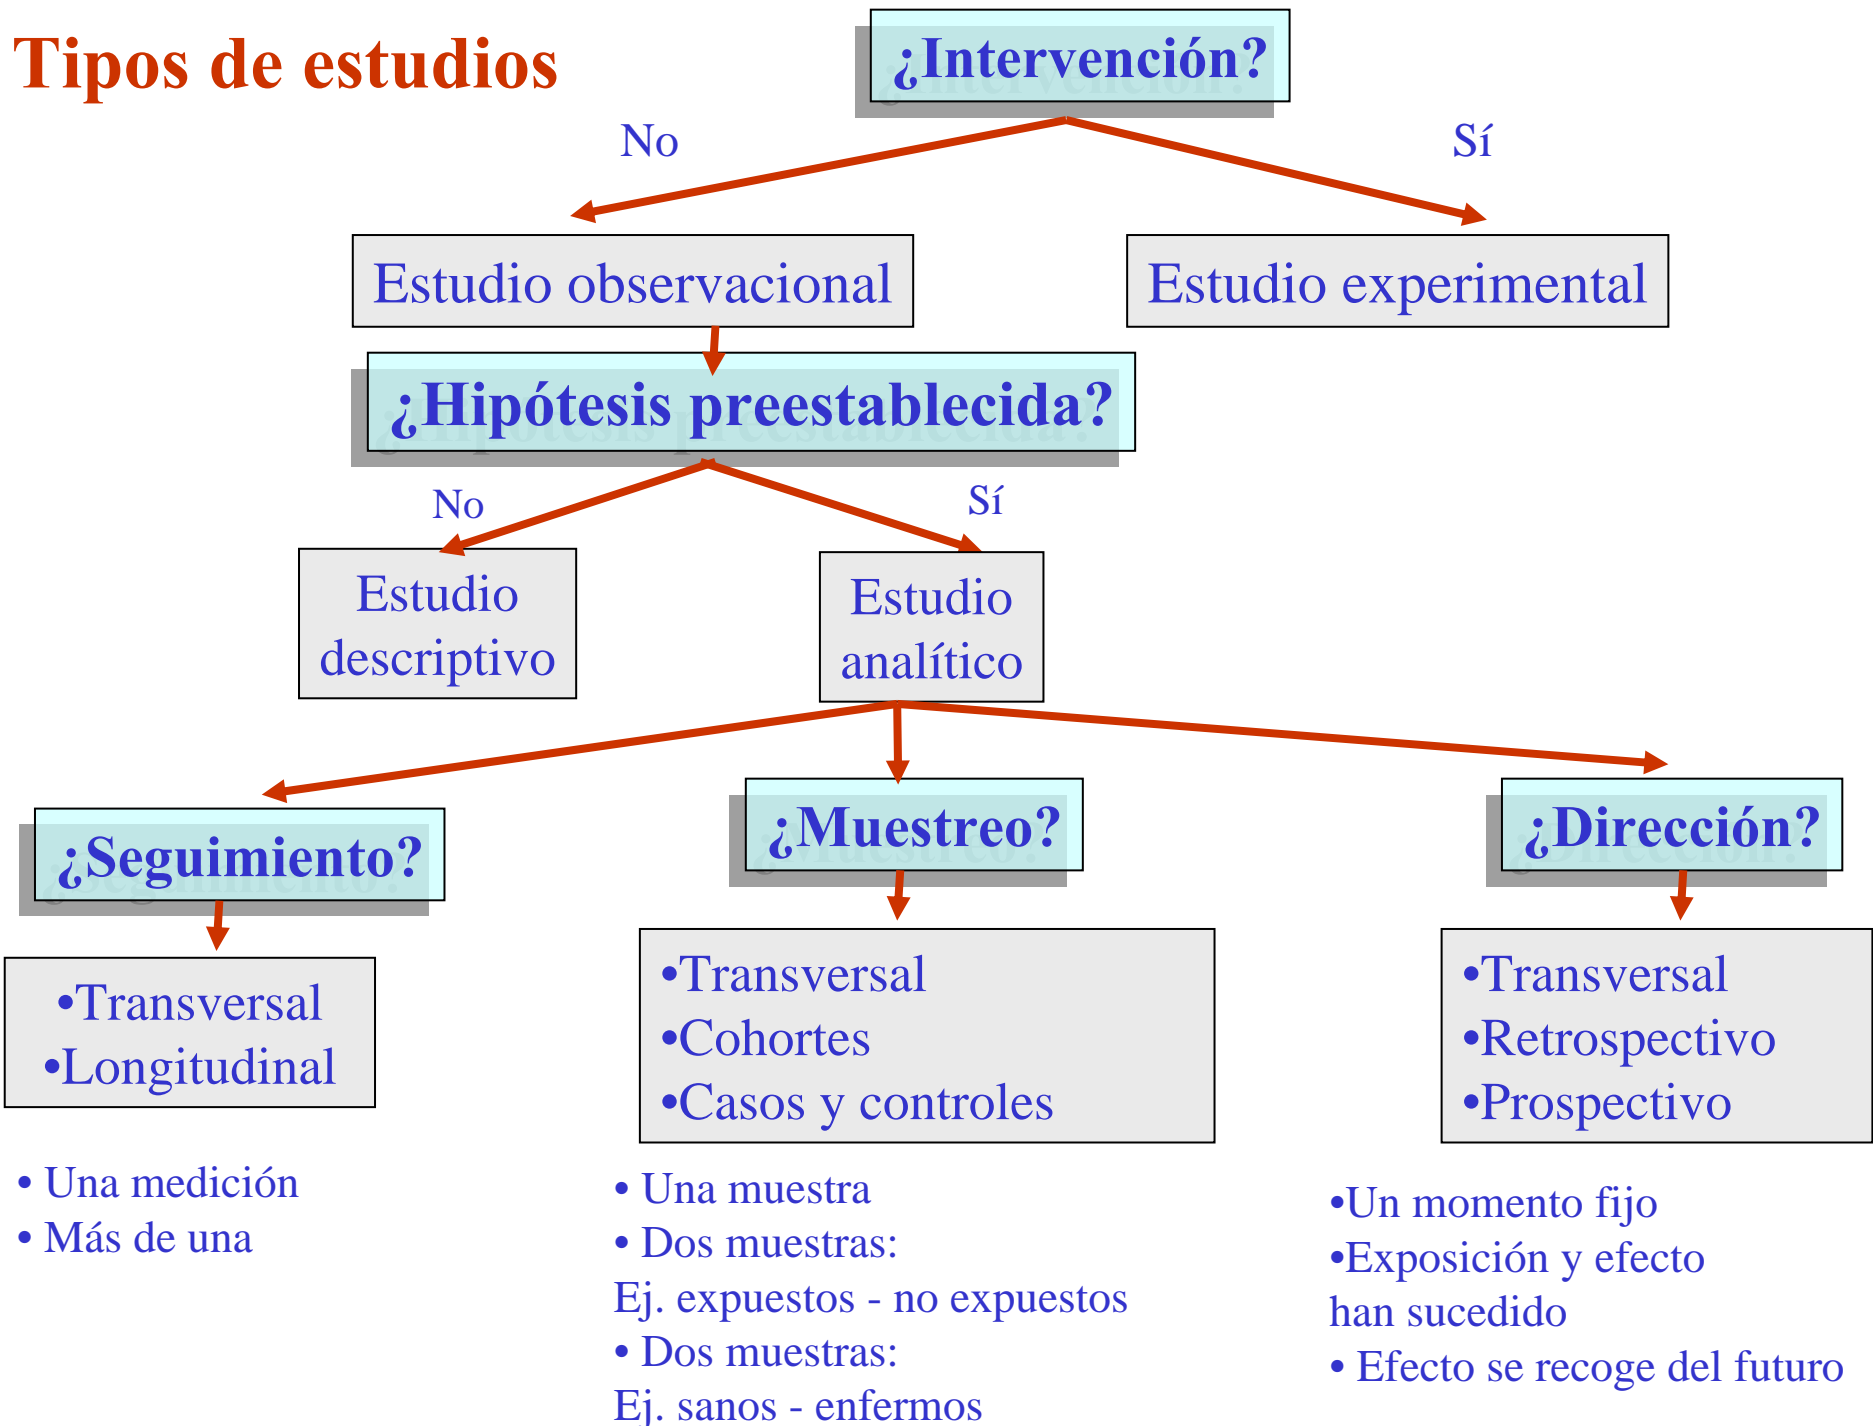 Tipos de estudios
¿Intervención?
No
Sí
Estudio observacional
Estudio experimental
¿Hipótesis preestablecida?
No
Sí
Estudio
descriptivo
Estudio
analítico
¿Seguimiento?
•Transversal
•Longitudinal
• Una medición
• Más de una
¿Muestreo?
•Transversal
•Cohortes
•Casos y controles
• Una muestra
• Dos muestras:
Ej. expuestos - no expuestos
• Dos muestras:
Ej. sanos - enfermos
¿Dirección?
•Transversal
•Retrospectivo
•Prospectivo
•Un momento fijo
•Exposición y efecto
han sucedido
• Efecto se recoge del futuro